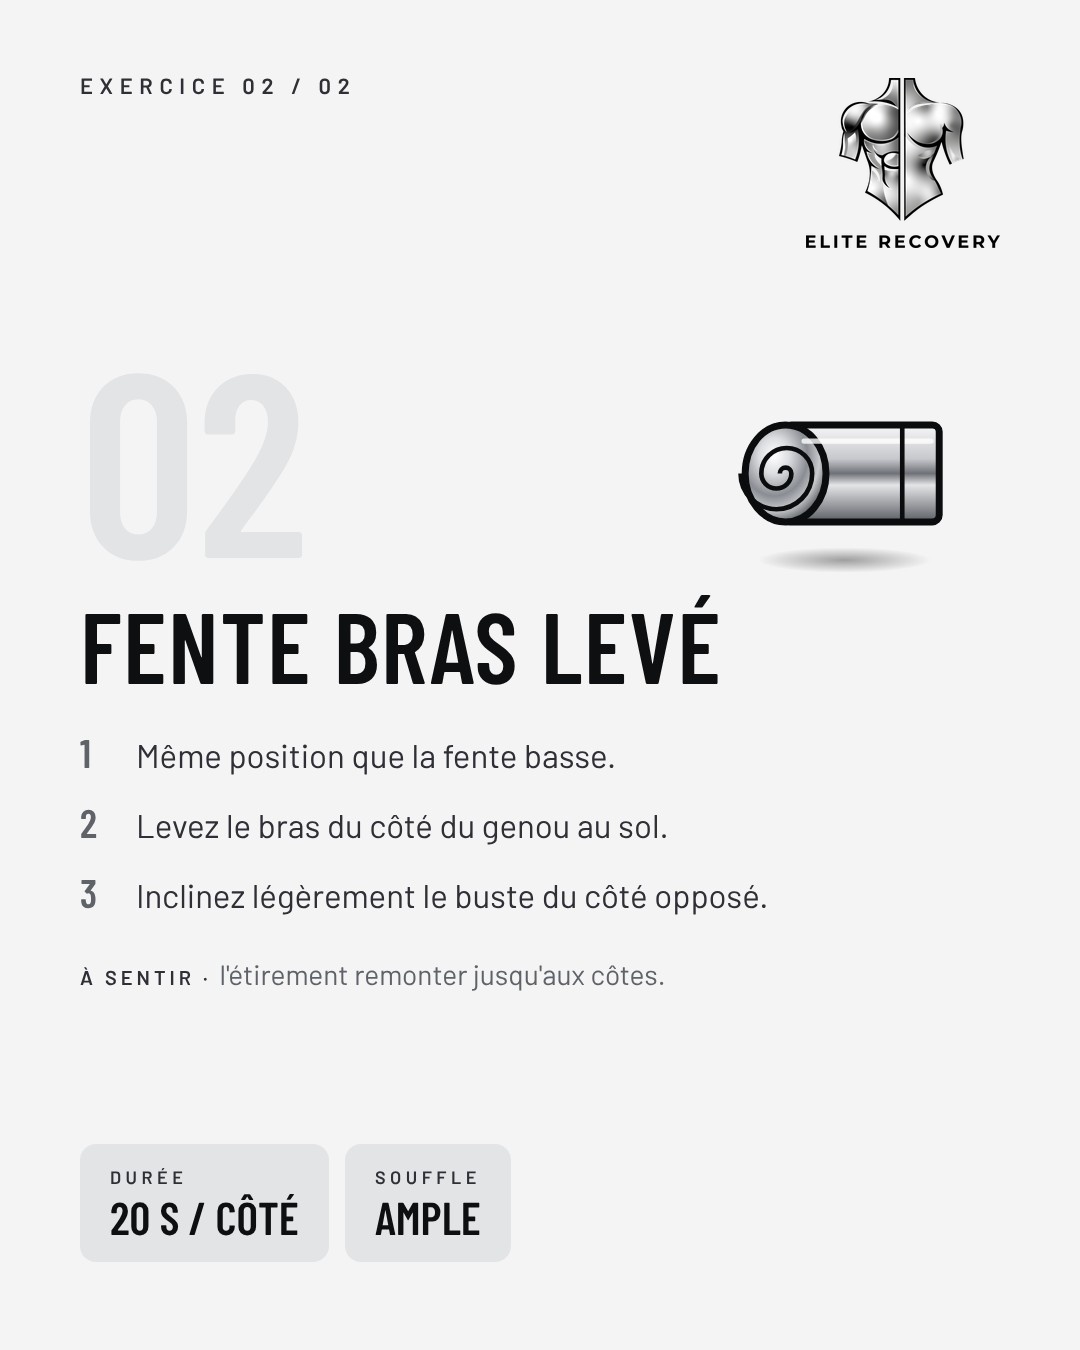 EXERCICE 02 / 02
ELITE RECOVERY
02
FENTE BRAS LEVÉ
1 Même position que la fente basse.
2 Levez le bras du côté du genou au sol.
3 Inclinez légèrement le buste du côté opposé.
À SENTIR · l'étirement remonter jusqu'aux côtes.
DURÉE
20 S / CÔTÉ
SOUFFLE
AMPLE